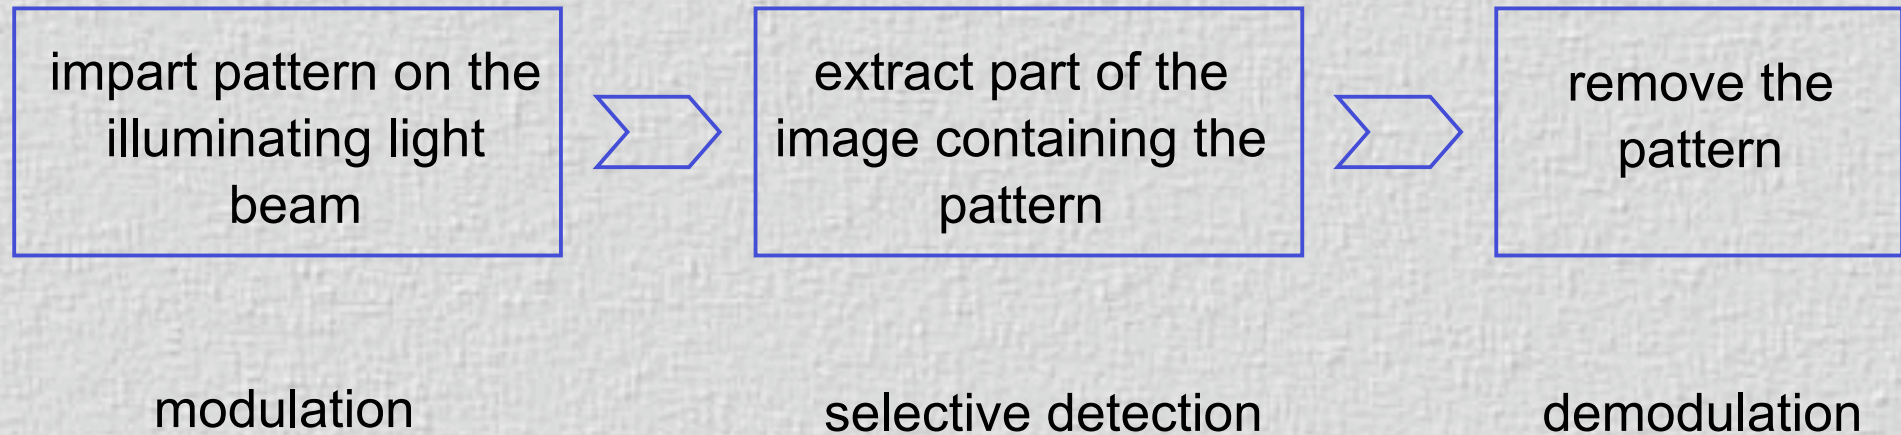 impart pattern on the
illuminating light
beam
extract part of the
image containing the
pattern
remove the
pattern
modulation
selective detection
demodulation